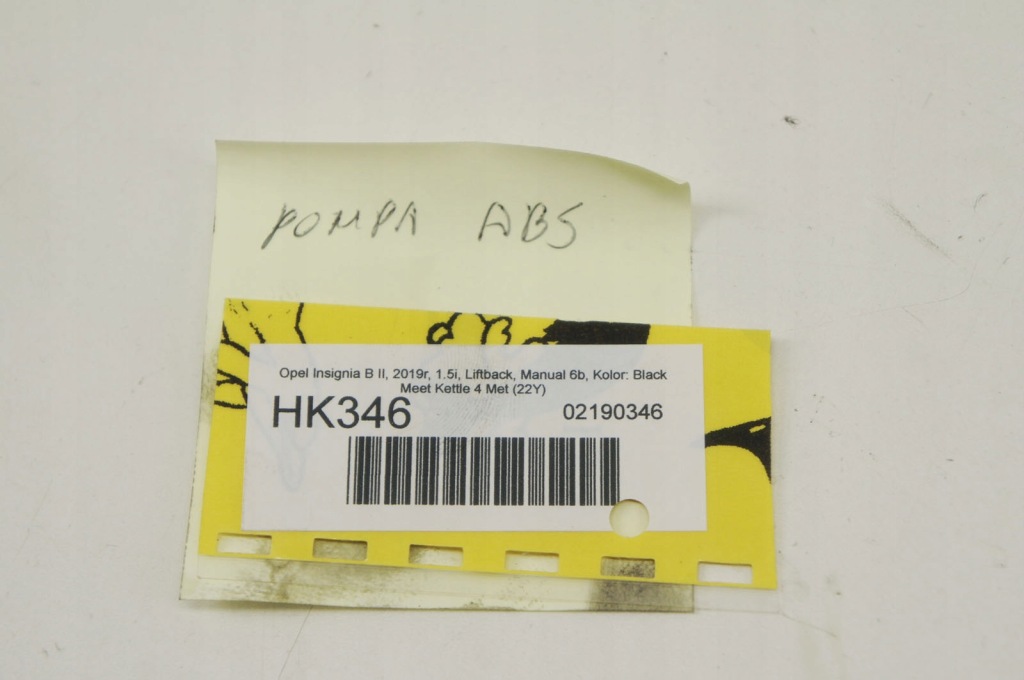 POMPA ABS
Opel Insignia B II, 2019r, 1.5i, Liftback, Manual 6b, Kolor: Black
Meet Kettle 4 Met (22Y)
HK346 02190346